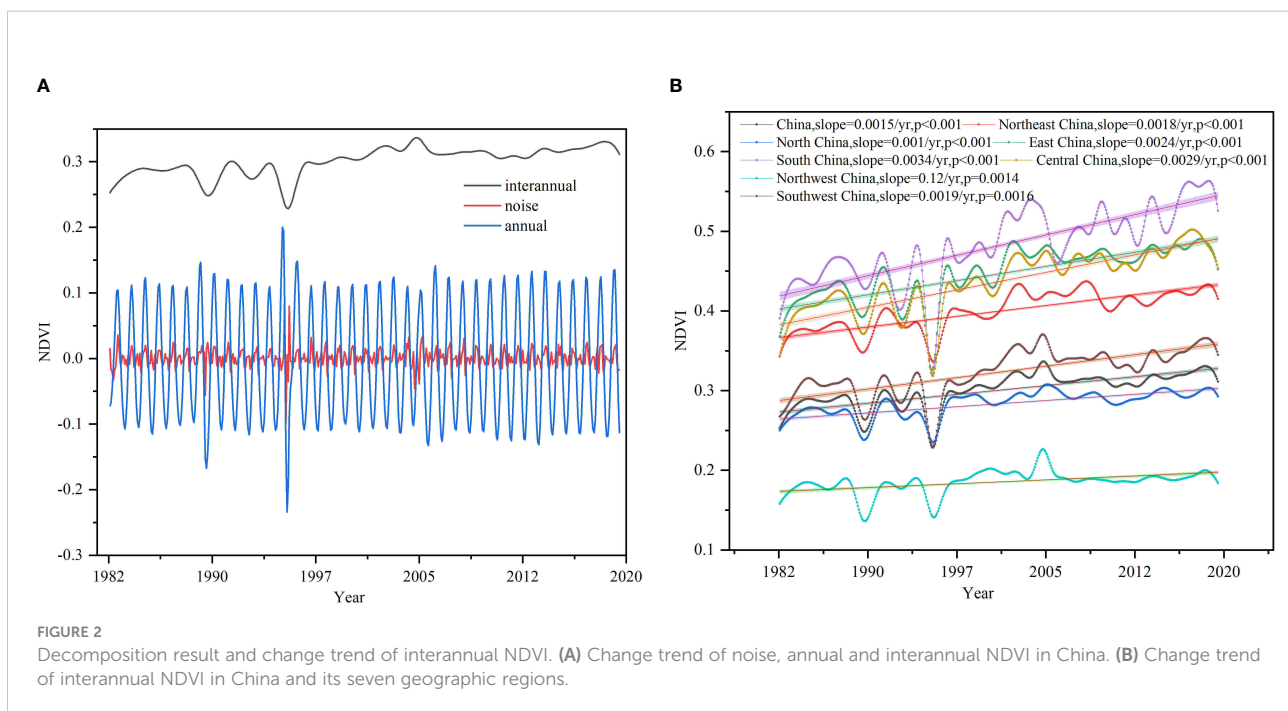 A
B
NDVI
0.3
0.2
0.1
0.0
-0.1
-0.2
-0.3
interannual
noise
annual
1982 1990 1997 2005 2012 2020
Year
NDVI
0.6
0.5
0.4
0.3
0.2
0.1
China,slope=0.0015/yr,p<0.001 Northeast China,slope=0.0018/yr,p<0.001
North China,slope=0.001/yr,p<0.001 East China,slope=0.0024/yr,p<0.001
South China,slope=0.0034/yr,p<0.001 Central China,slope=0.0029/yr,p<0.001
Northwest China,slope=0.12/yr,p=0.0014
Southwest China,slope=0.0019/yr,p=0.0016
1982 1990 1997 2005 2012 2020
Year
FIGURE 2
Decomposition result and change trend of interannual NDVI. (A) Change trend of noise, annual and interannual NDVI in China. (B) Change trend
of interannual NDVI in China and its seven geographic regions.